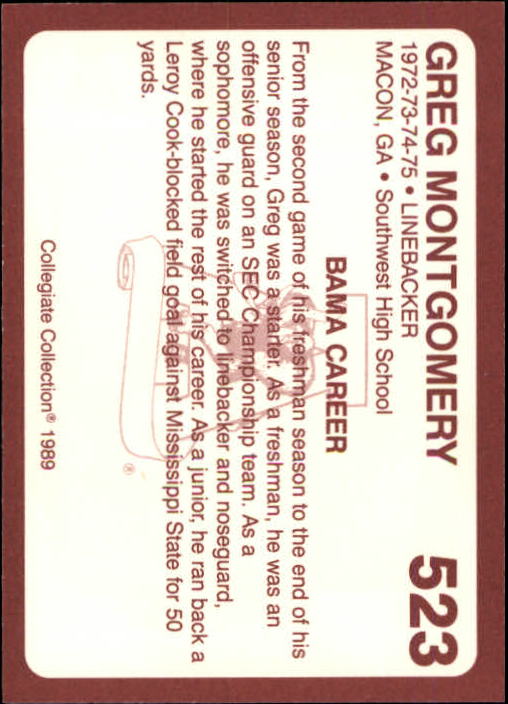 GREG MONTGOMERY 523
1972-73-74-75 • LINEBACKER
MACON, GA • Southwest High School
BAMA CAREER
From the second game of his freshman season to the end of his
senior season, Greg was a starter. As a freshman, he was an
offensive guard on an SEC Championship team. As a
sophomore, he was switched to linebacker and noseguard,
where he started the rest of his career. As a junior, he ran back a
Leroy Cook-blocked field goal against Mississippi State for 50
yards.
®
Collegiate Collection® 1989